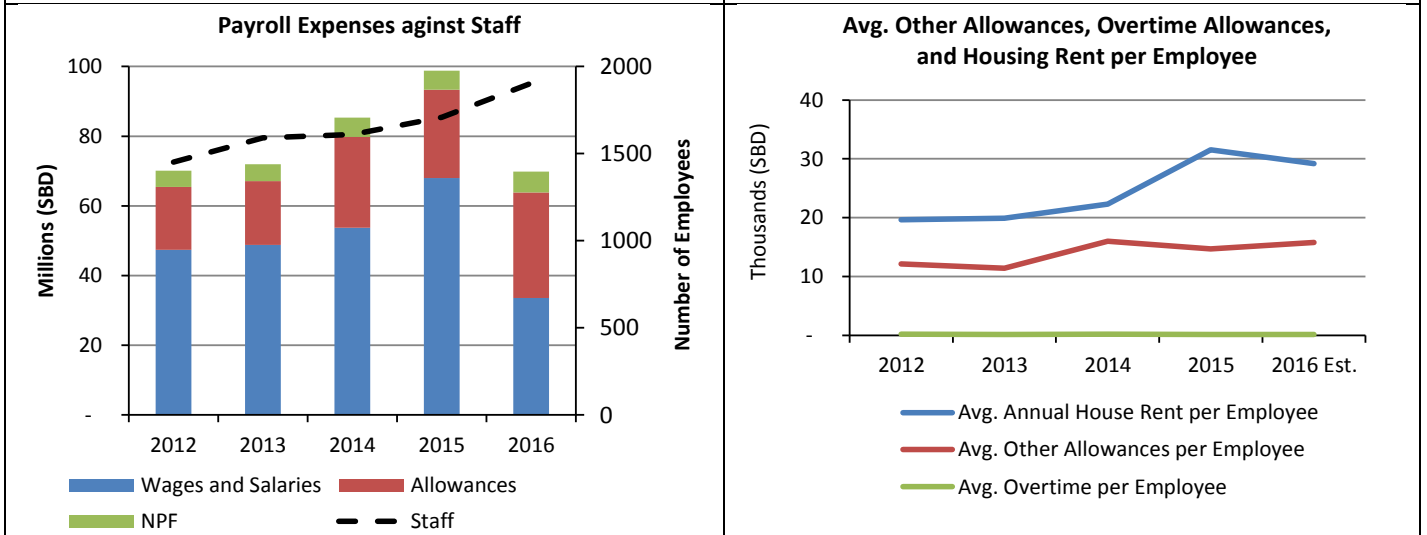 Payroll Expenses aginst Staff
100
80
60
40
20
-
Millions (SBD)
2000
1500
1000
500
0
Number of Employees
2012 2013 2014 2015 2016
Wages and Salaries Allowances
NPF Staff
Avg. Other Allowances, Overtime Allowances,
and Housing Rent per Employee
40
30
20
10
-
Thousands (SBD)
2012 2013 2014 2015 2016 Est.
Avg. Annual House Rent per Employee
Avg. Other Allowances per Employee
Avg. Overtime per Employee